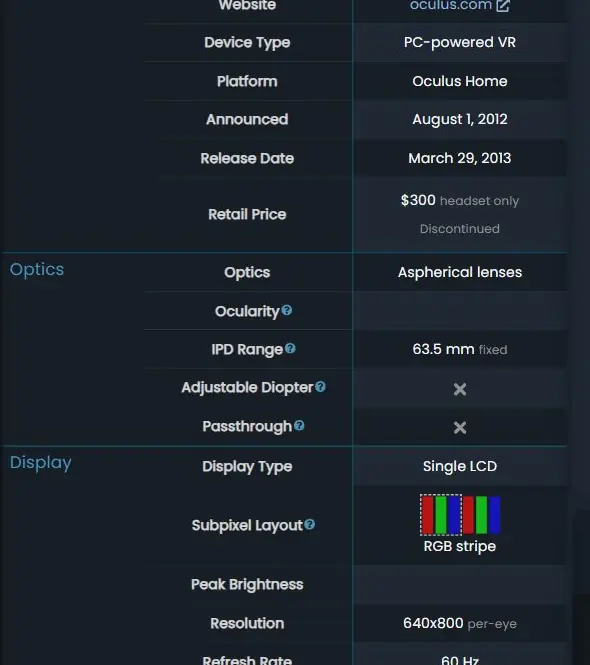 Website oculus.com
Device Type PC-powered VR
Platform Oculus Home
Announced August 1, 2012
Release Date March 29, 2013
Retail Price $300 headset only
Discontinued
Optics Optics Aspherical lenses
Ocularity
IPD Range 63.5 mm fixed
Adjustable Diopter
Passthrough
Display Display Type Single LCD
Subpixel Layout
RGB stripe
Peak Brightness
Resolution 640x800 per-eye
Refresh Rate 60 Hz